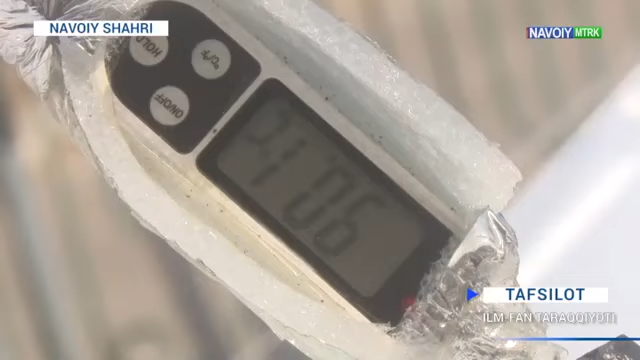 NAVOIY SHAHRI
NAVOIY MTRK
HOLD
°C/°F
ON/OFF
TAFSILOT
ILM-FAN TARAQQIYOTI